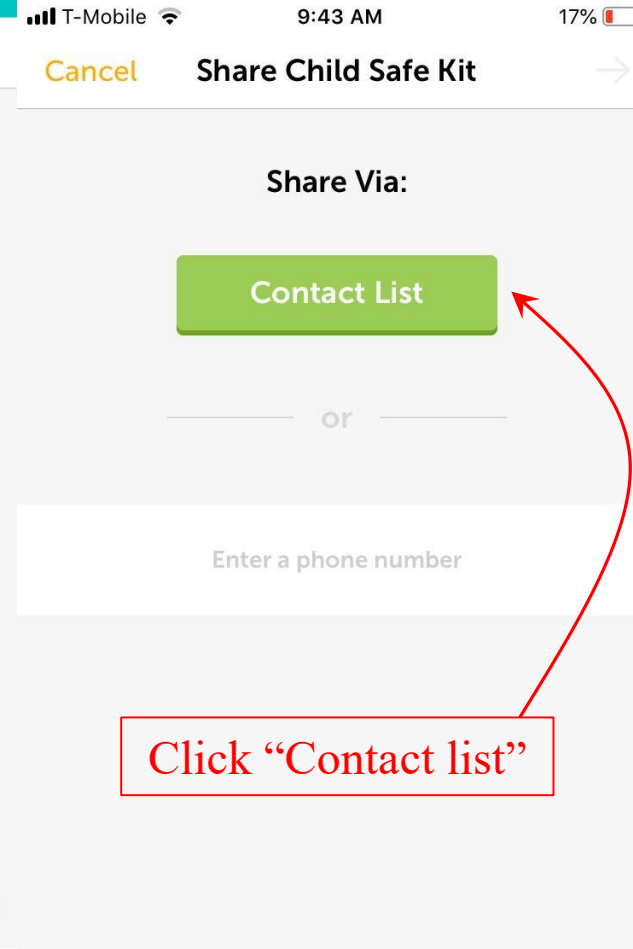 T-Mobile 9:43 AM 17%
Cancel Share Child Safe Kit
Share Via:
Contact List
or
Enter a phone number
Click “Contact list”